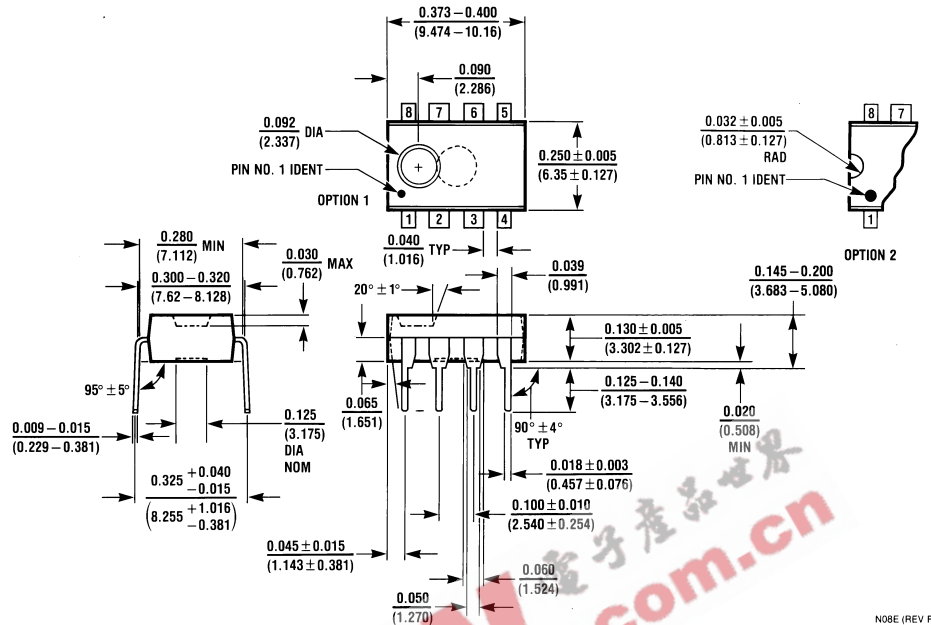 0.373–0.400
(9.474–10.16)
0.090
(2.286)
8 7 6 5
0.092 DIA
(2.337)
PIN NO. 1 IDENT
OPTION 1
0.250 ± 0.005
(6.35 ± 0.127)
1 2 3 4
0.032 ± 0.005
(0.813 ± 0.127)
RAD
PIN NO. 1 IDENT
8 7
1
OPTION 2
0.280 MIN
(7.112)
0.030 MAX
(0.762)
0.300 – 0.320
(7.62 – 8.128)
0.040 TYP
(1.016)
20° ± 1°
0.039
(0.991)
0.145 – 0.200
(3.683 – 5.080)
0.130 ± 0.005
(3.302 ± 0.127)
95° ± 5°
0.009 – 0.015
(0.229 – 0.381)
0.125
(3.175)
DIA
NOM
0.065
(1.651)
0.125 – 0.140
(3.175 – 3.556)
90° ± 4°
TYP
0.020
(0.508)
MIN
0.325 +0.040 −0.015
(8.255 +1.016 −0.381)
0.018 ± 0.003
(0.457 ± 0.076)
0.100 ± 0.010
(2.540 ± 0.254)
0.045 ± 0.015
(1.143 ± 0.381)
0.060
(1.524)
0.050
(1.270)
電子產品世界
.com.cn
N08E (REV F